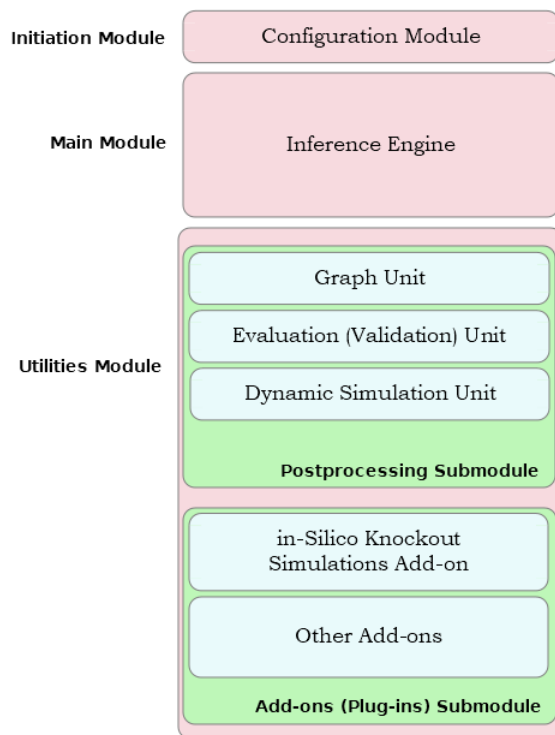 Initiation Module
Configuration Module
Main Module
Inference Engine
Utilities Module
Graph Unit
Evaluation (Validation) Unit
Dynamic Simulation Unit
Postprocessing Submodule
in-Silico Knockout
Simulations Add-on
Other Add-ons
Add-ons (Plug-ins) Submodule